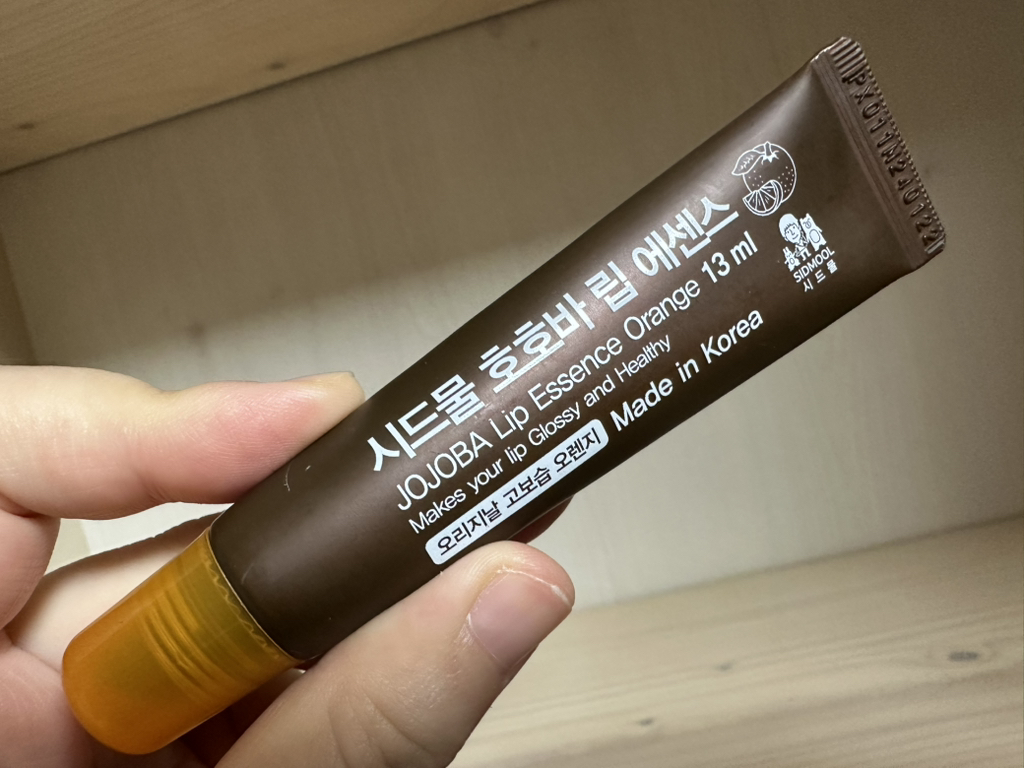 시드물 호호바 립 에센스
JOJOBA Lip Essence Orange 13 ml
Makes your lip Glossy and Healthy
오리지날 고보습 오렌지
Made in Korea
SIDMOOL
시드물